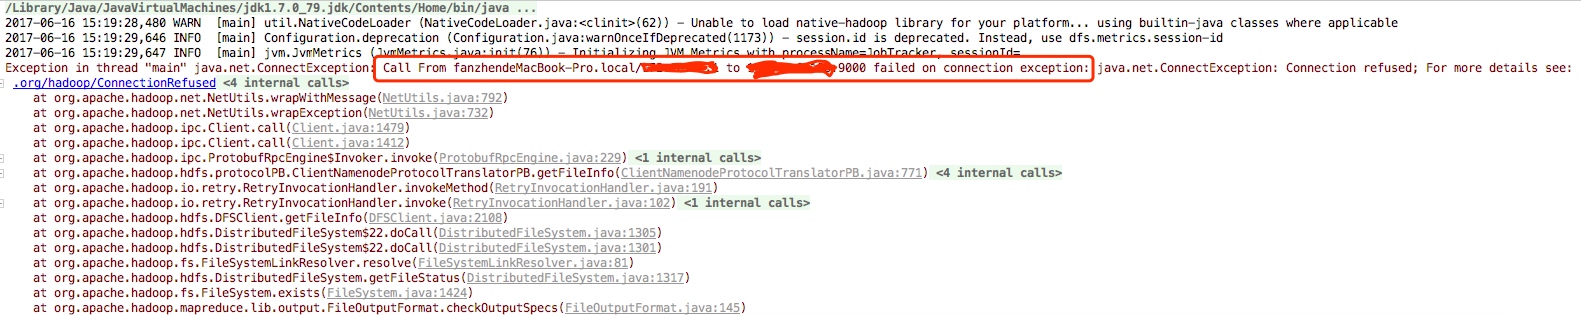 /Library/Java/JavaVirtualMachines/jdk1.7.0_79.jdk/Contents/Home/bin/java ...
2017-06-16 15:19:28,480 WARN  [main] util.NativeCodeLoader (NativeCodeLoader.java:<clinit>(62)) - Unable to load native-hadoop library for your platform... using builtin-java classes where applicable
2017-06-16 15:19:29,646 INFO  [main] Configuration.deprecation (Configuration.java:warnOnceIfDeprecated(1173)) - session.id is deprecated. Instead, use dfs.metrics.session-id
2017-06-16 15:19:29,647 INFO  [main] jvm.JvmMetrics (JvmMetrics.java:init(76)) - Initializing JVM Metrics with processName=JobTracker, sessionId=
Exception in thread "main" java.net.ConnectException: Call From fanzhendeMacBook-Pro.local/ to 9000 failed on connection exception: java.net.ConnectException: Connection refused; For more details see:
.org/hadoop/ConnectionRefused <4 internal calls>
at org.apache.hadoop.net.NetUtils.wrapWithMessage(NetUtils.java:792)
at org.apache.hadoop.net.NetUtils.wrapException(NetUtils.java:732)
at org.apache.hadoop.ipc.Client.call(Client.java:1479)
at org.apache.hadoop.ipc.Client.call(Client.java:1412)
at org.apache.hadoop.ipc.ProtobufRpcEngine$Invoker.invoke(ProtobufRpcEngine.java:229) <1 internal calls>
at org.apache.hadoop.hdfs.protocolPB.ClientNamenodeProtocolTranslatorPB.getFileInfo(ClientNamenodeProtocolTranslatorPB.java:771) <4 internal calls>
at org.apache.hadoop.io.retry.RetryInvocationHandler.invokeMethod(RetryInvocationHandler.java:191)
at org.apache.hadoop.io.retry.RetryInvocationHandler.invoke(RetryInvocationHandler.java:102) <1 internal calls>
at org.apache.hadoop.hdfs.DFSClient.getFileInfo(DFSClient.java:2108)
at org.apache.hadoop.hdfs.DistributedFileSystem$22.doCall(DistributedFileSystem.java:1305)
at org.apache.hadoop.hdfs.DistributedFileSystem$22.doCall(DistributedFileSystem.java:1301)
at org.apache.hadoop.fs.FileSystemLinkResolver.resolve(FileSystemLinkResolver.java:81)
at org.apache.hadoop.hdfs.DistributedFileSystem.getFileStatus(DistributedFileSystem.java:1317)
at org.apache.hadoop.fs.FileSystem.exists(FileSystem.java:1424)
at org.apache.hadoop.mapreduce.lib.output.FileOutputFormat.checkOutputSpecs(FileOutputFormat.java:145)